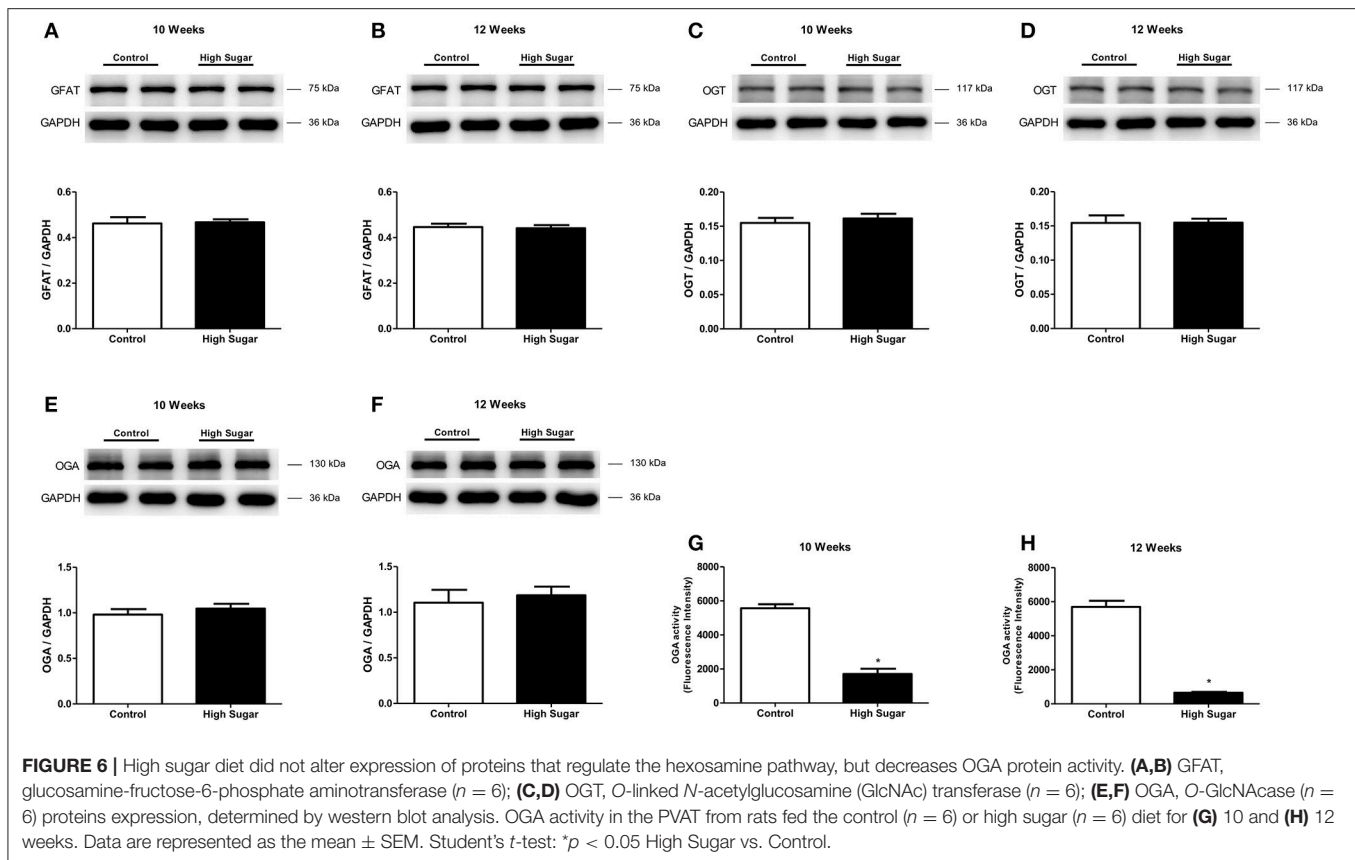 A
10 Weeks
Control High Sugar
GFAT 75 kDa
GAPDH 36 kDa
0.6
0.4
0.2
0.0
GFAT / GAPDH
Control High Sugar
B
12 Weeks
Control High Sugar
GFAT 75 kDa
GAPDH 36 kDa
0.6
0.4
0.2
0.0
GFAT / GAPDH
Control High Sugar
C
10 Weeks
Control High Sugar
OGT 117 kDa
GAPDH 36 kDa
0.20
0.15
0.10
0.05
0.00
OGT / GAPDH
Control High Sugar
D
12 Weeks
Control High Sugar
OGT 117 kDa
GAPDH 36 kDa
0.20
0.15
0.10
0.05
0.00
OGT / GAPDH
Control High Sugar
E
10 Weeks
Control High Sugar
OGA 130 kDa
GAPDH 36 kDa
1.5
1.0
0.5
0.0
OGA / GAPDH
Control High Sugar
F
12 Weeks
Control High Sugar
OGA 130 kDa
GAPDH 36 kDa
1.5
1.0
0.5
0.0
OGA / GAPDH
Control High Sugar
G
10 Weeks
8000
6000
4000
2000
0
OGA activity
(Fluorescence Intensity)
*
Control High Sugar
H
12 Weeks
8000
6000
4000
2000
0
OGA activity
(Fluorescence Intensity)
*
Control High Sugar
FIGURE 6 | High sugar diet did not alter expression of proteins that regulate the hexosamine pathway, but decreases OGA protein activity. (A,B) GFAT,
glucosamine-fructose-6-phosphate aminotransferase (n = 6); (C,D) OGT, O-linked N-acetylglucosamine (GlcNAc) transferase (n = 6); (E,F) OGA, O-GlcNAcase (n =
6) proteins expression, determined by western blot analysis. OGA activity in the PVAT from rats fed the control (n = 6) or high sugar (n = 6) diet for (G) 10 and (H) 12
weeks. Data are represented as the mean ± SEM. Student's t-test: *p < 0.05 High Sugar vs. Control.